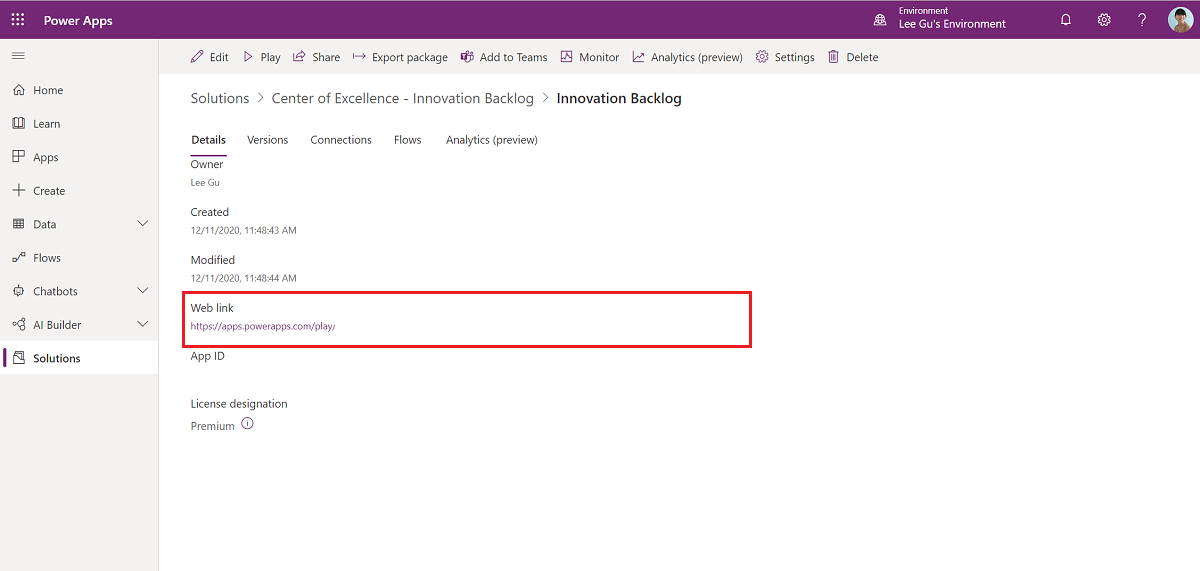 Power Apps
Environment
Lee Gu's Environment
?
Edit Play Share Export package Add to Teams Monitor Analytics (preview) Settings Delete
Home
Learn
Apps
Create
Data
Flows
Chatbots
AI Builder
Solutions
Solutions > Center of Excellence - Innovation Backlog > Innovation Backlog
Details Versions Connections Flows Analytics (preview)
Owner
Lee Gu
Created
12/11/2020, 11:48:43 AM
Modified
12/11/2020, 11:48:44 AM
Web link
https://apps.powerapps.com/play/
App ID
License designation
Premium